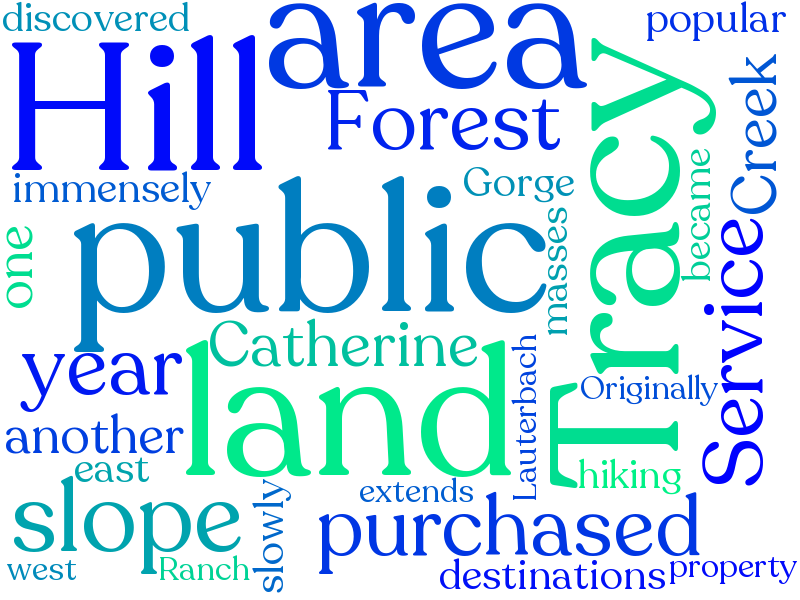 discovered
area
popular
Hill
Forest
Tracy
Creek
immensely
Gorge
became
public
masses
one
Service
Catherine
year
land
Lauterbach
Originally
another
east
hiking
slope
slowly
extends
purchased
west
Ranch
destinations
property